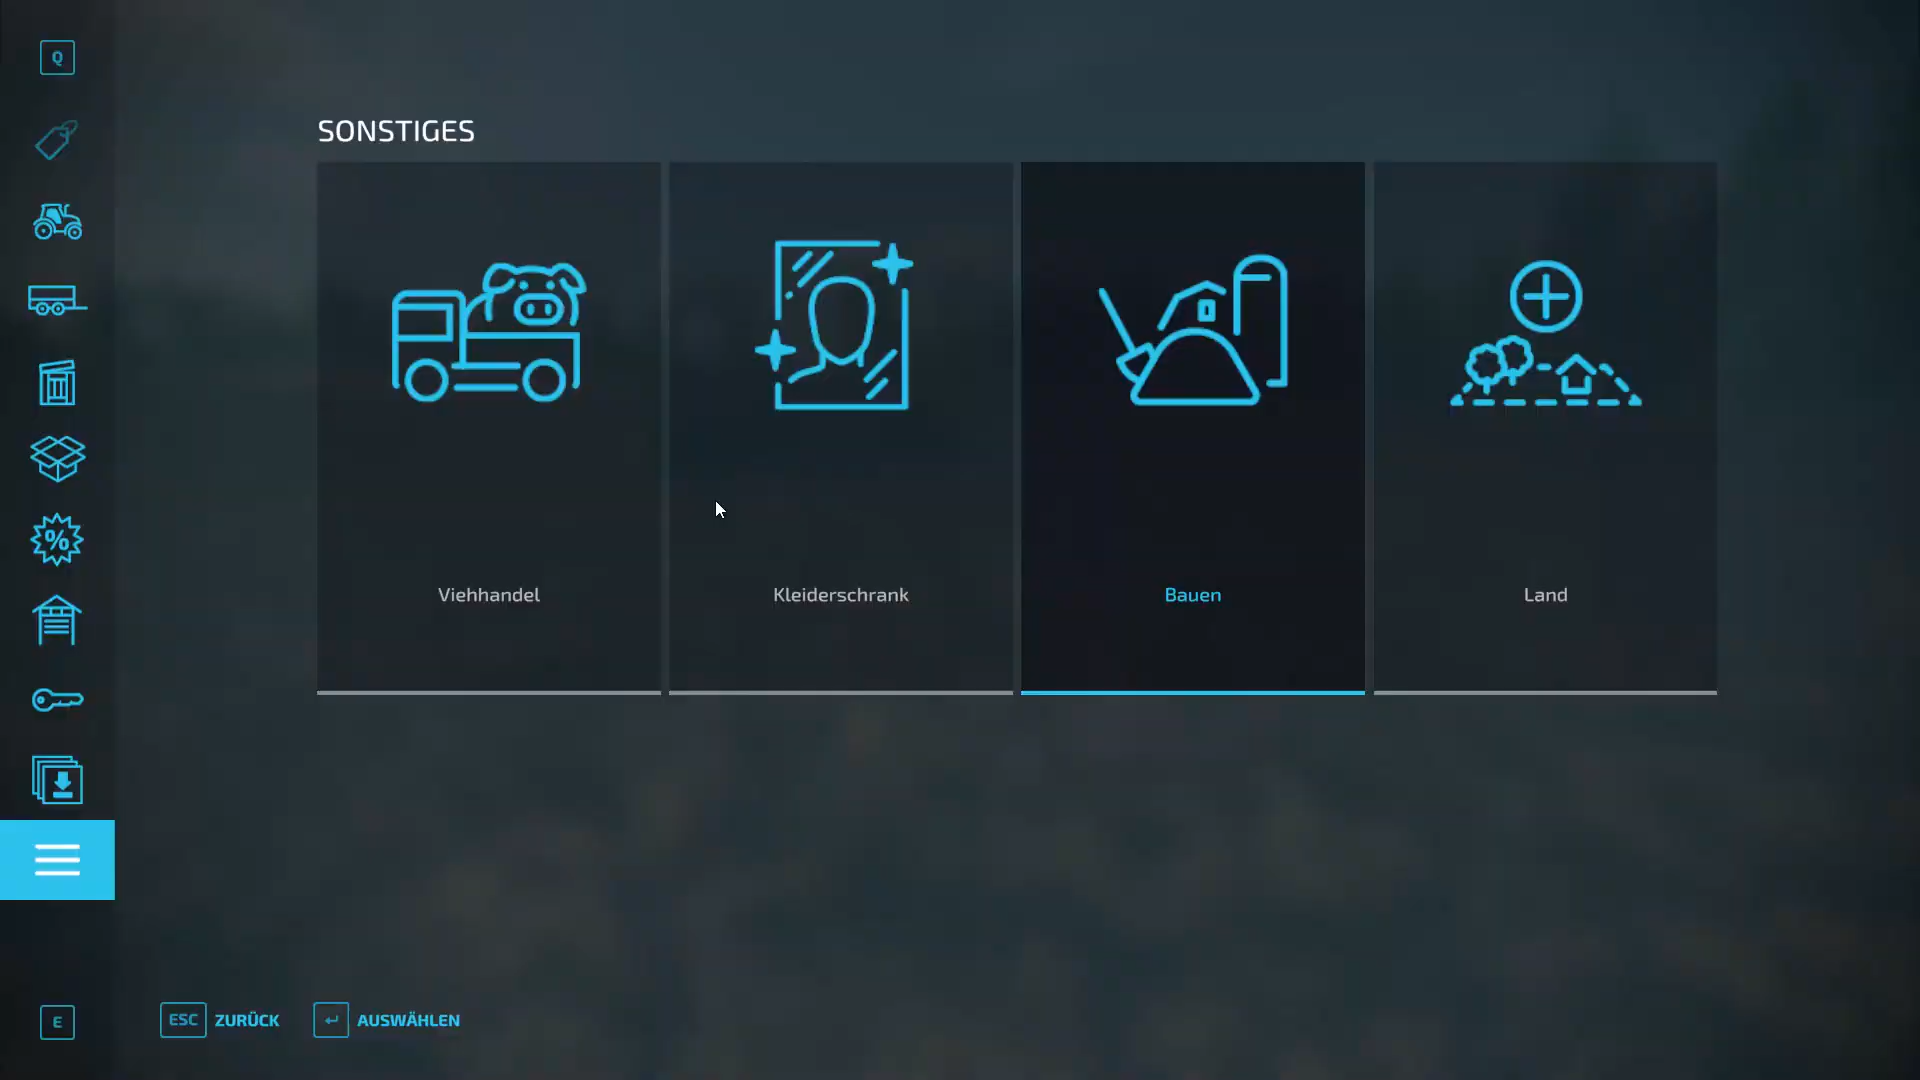 Q
SONSTIGES
%
Viehhandel
Kleiderschrank
Bauen
Land
E
ESC ZURÜCK
↵ AUSWÄHLEN